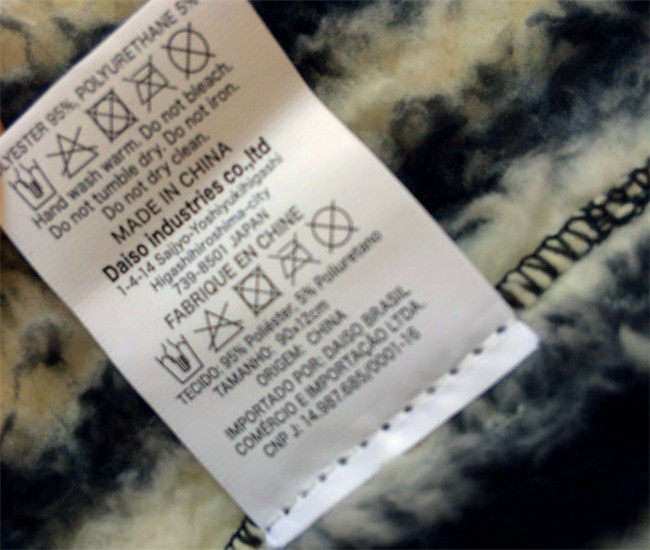 LYESTER 95%, POLYURETHANE 5%
Hand wash warm. Do not bleach.
Do not tumble dry. Do not iron.
Do not dry clean.
MADE IN CHINA
Daiso industries co.,ltd
1-4-14 Saijyo-Yoshiyukihigashi
Higashihiroshima-city
739-8501 JAPAN
FABRIQUE EN CHINE
TECIDO: 95% Poliéster, 5% Poliuretano
TAMANHO: 90x12cm
ORIGEM: CHINA
IMPORTADO POR: DAISO BRASIL
COMÉRCIO E IMPORTAÇÃO LTDA.
CNPJ: 14.987.685/0001-16